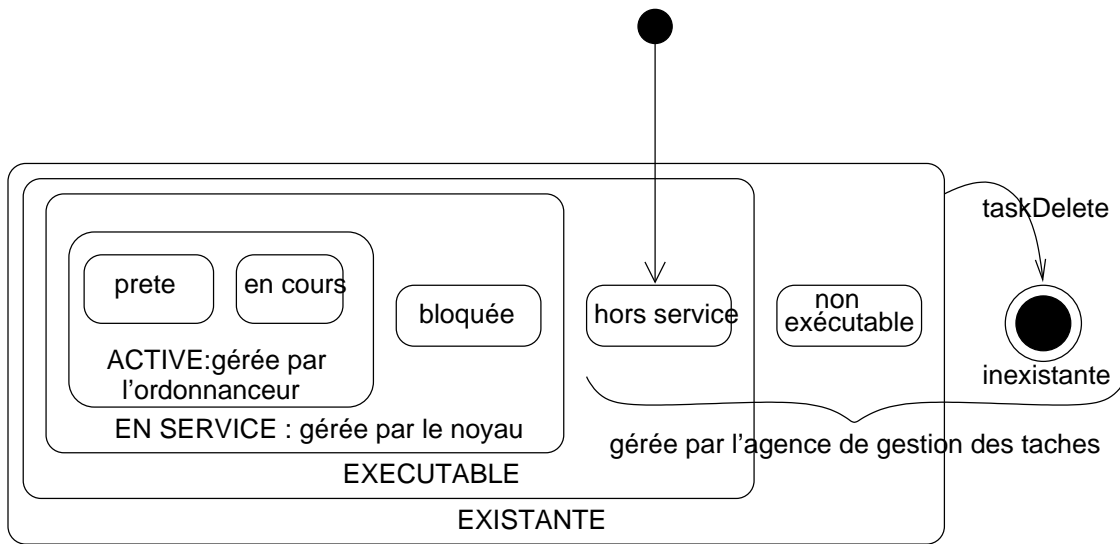 taskDelete
prete
en cours
bloquée
hors service
non
exécutable
ACTIVE:gérée par
l'ordonnanceur
inexistante
EN SERVICE : gérée par le noyau
gérée par l'agence de gestion des taches
EXECUTABLE
EXISTANTE